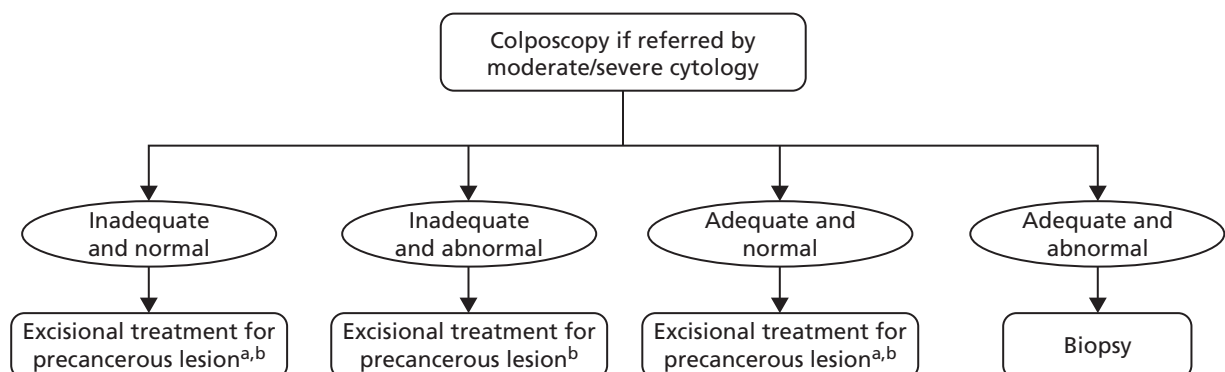 Colposcopy if referred by
moderate/severe cytology
Inadequate
and normal
Inadequate
and abnormal
Adequate and
normal
Adequate and
abnormal
Excisional treatment for
precancerous lesionᵃ,ᵇ
Excisional treatment for
precancerous lesionᵇ
Excisional treatment for
precancerous lesionᵃ,ᵇ
Biopsy